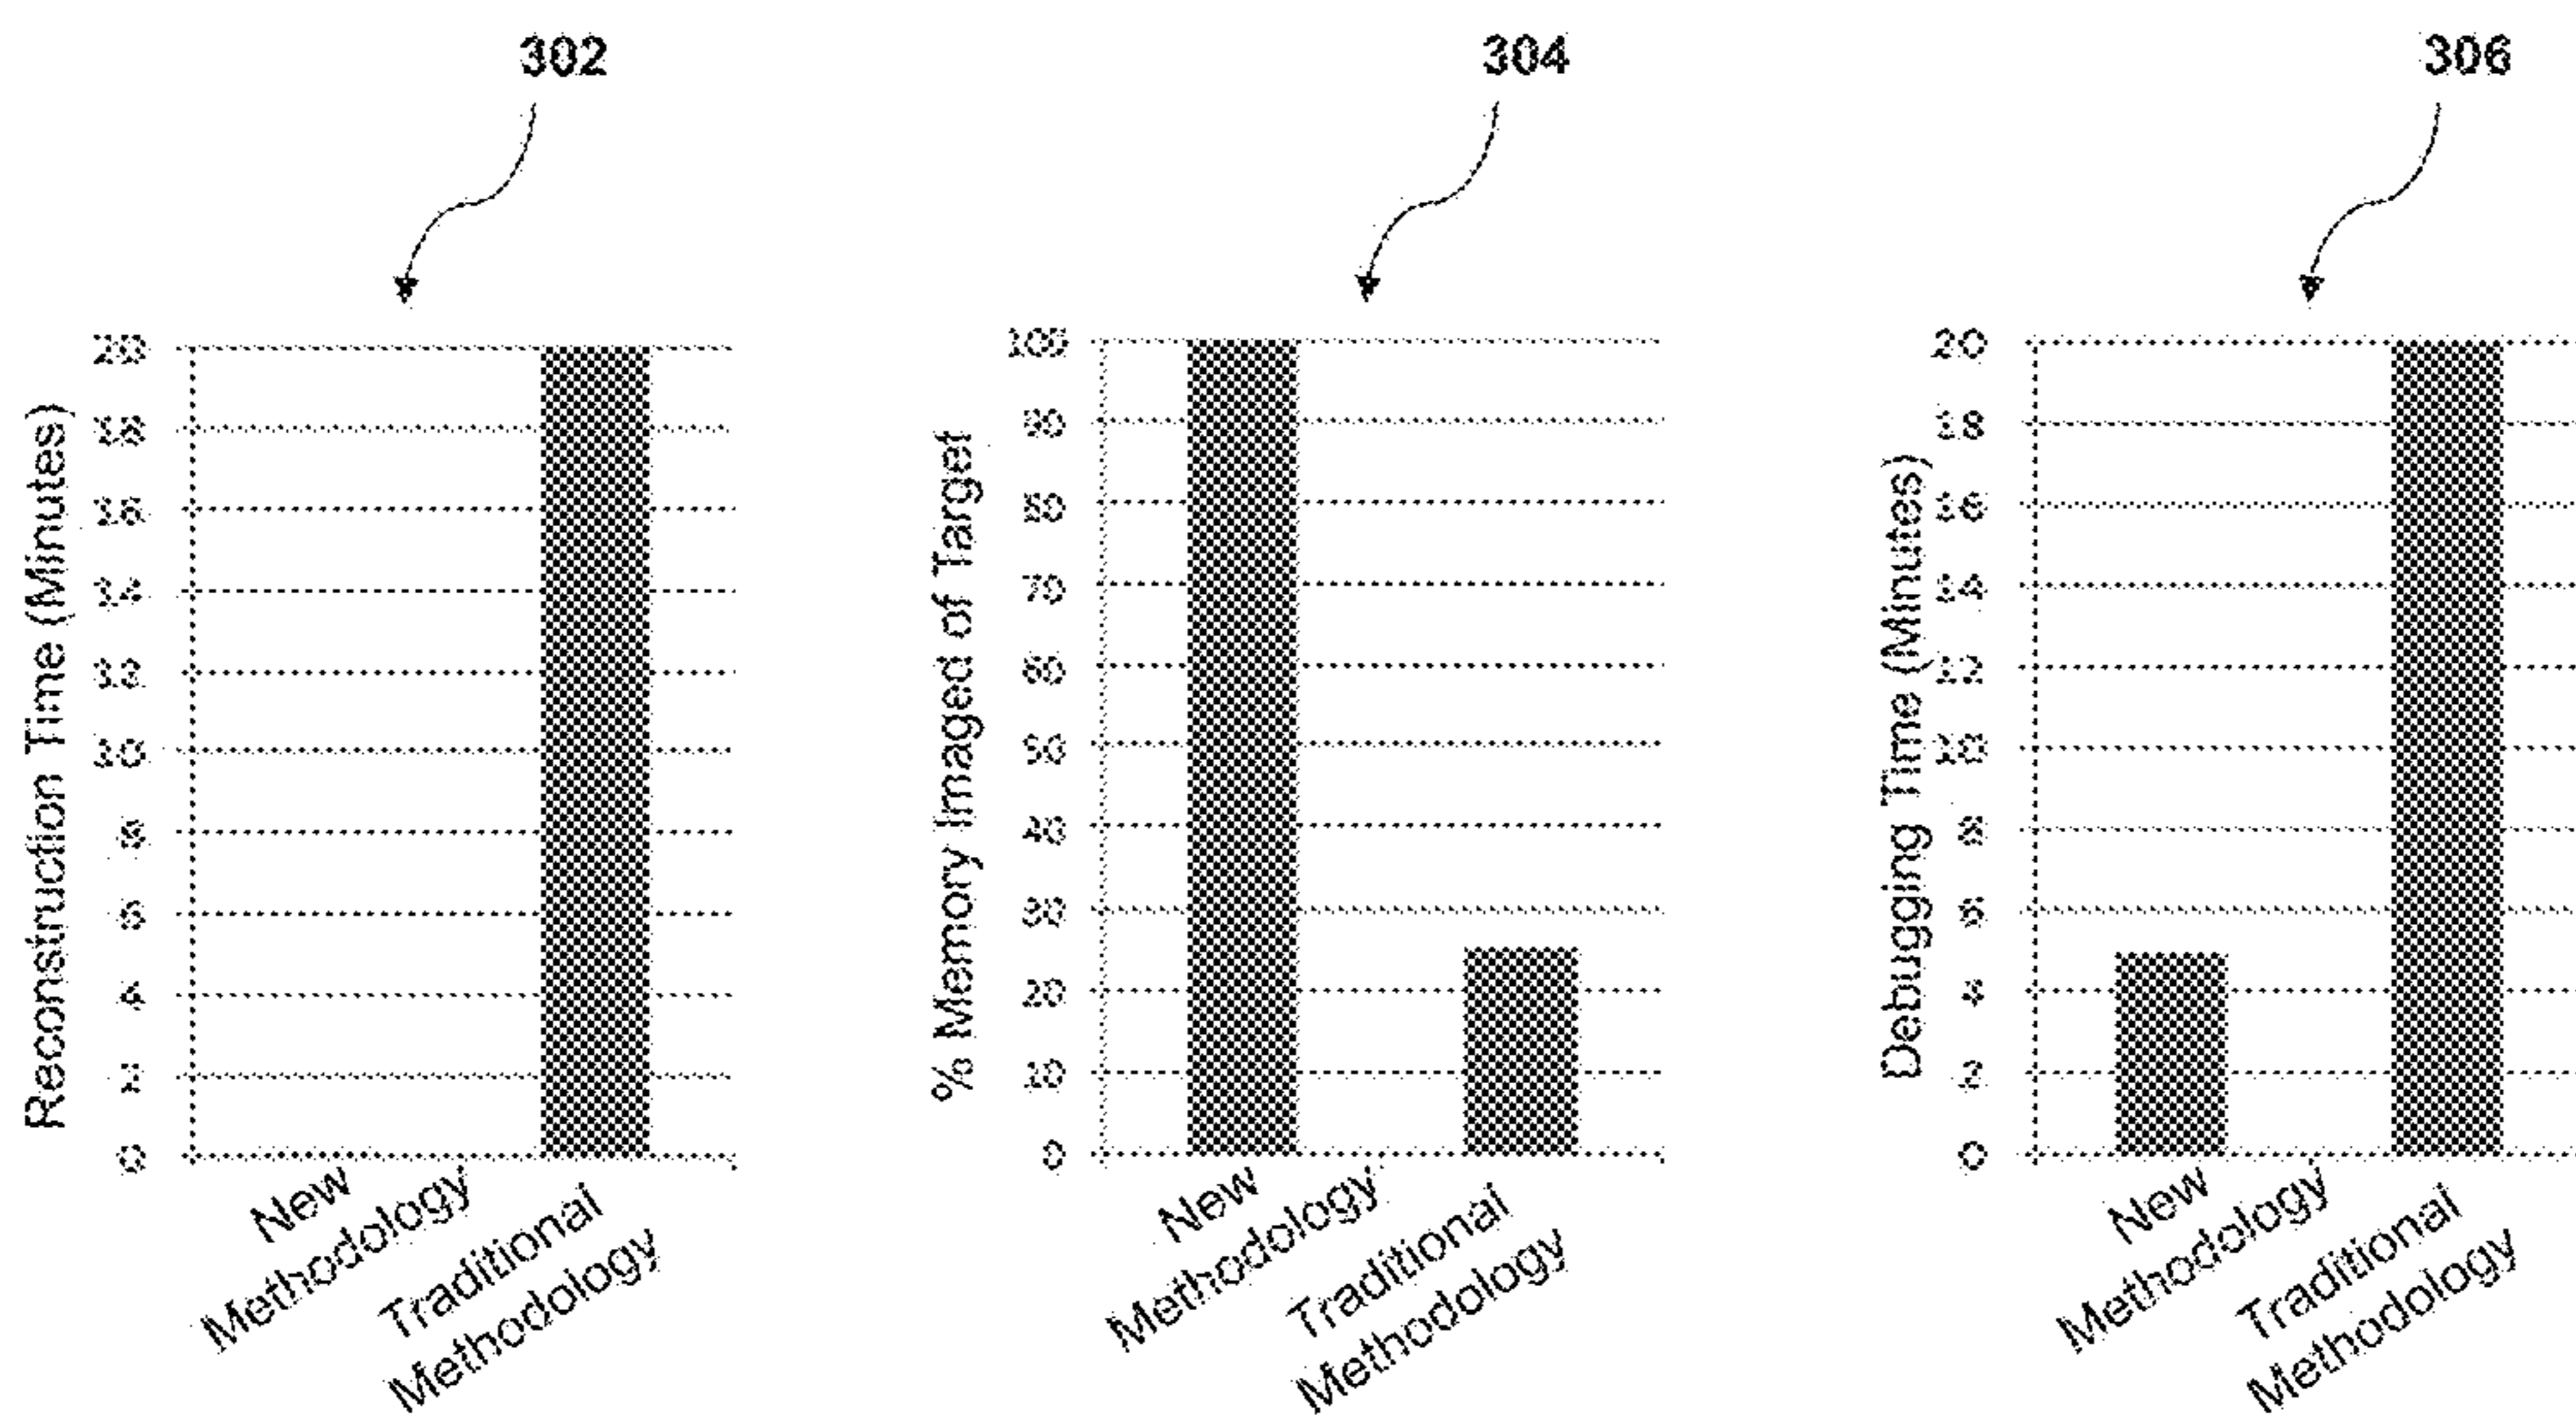 302
304
306
Reconstruction Time (Minutes)
20
18
16
14
12
10
8
6
4
2
0
New
Methodology
Traditional
Methodology
% Memory Imaged of Target
100
90
80
70
60
50
40
30
20
10
0
New
Methodology
Traditional
Methodology
Debugging Time (Minutes)
20
18
16
14
12
10
8
6
4
2
0
New
Methodology
Traditional
Methodology